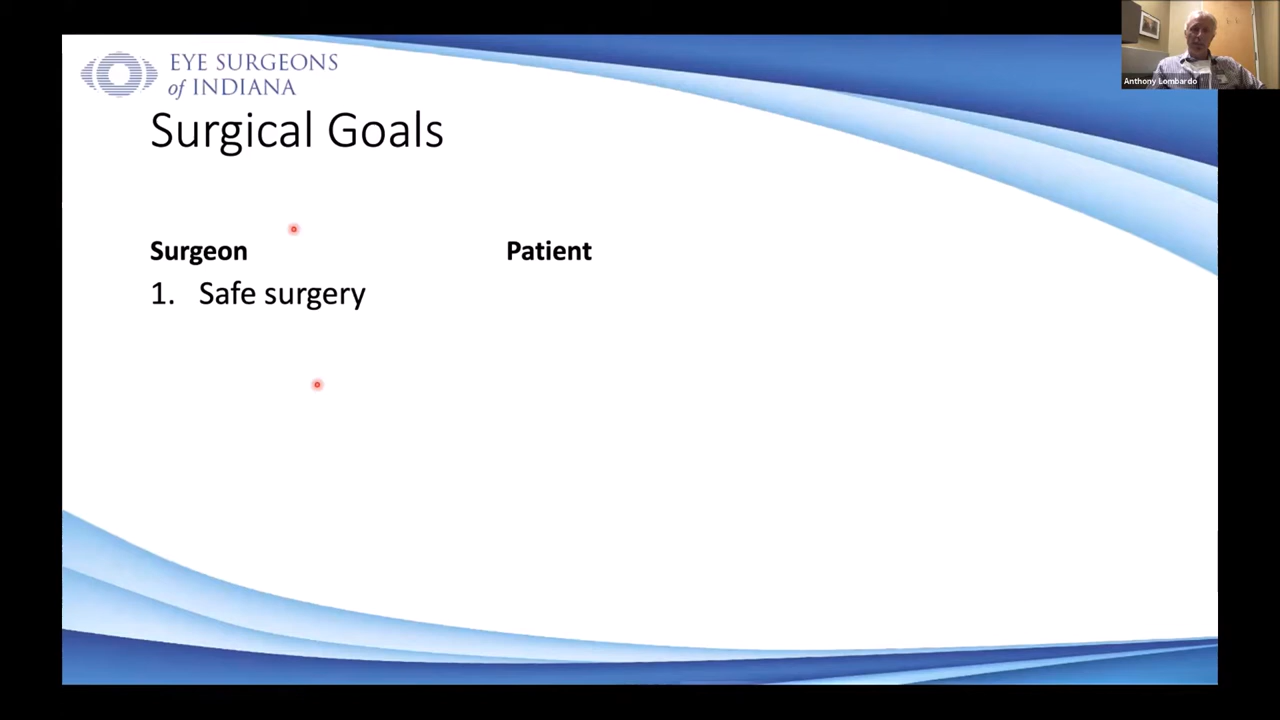 EYE SURGEONS
of INDIANA
Anthony Lombardo
Surgical Goals
Surgeon
Patient
1. Safe surgery